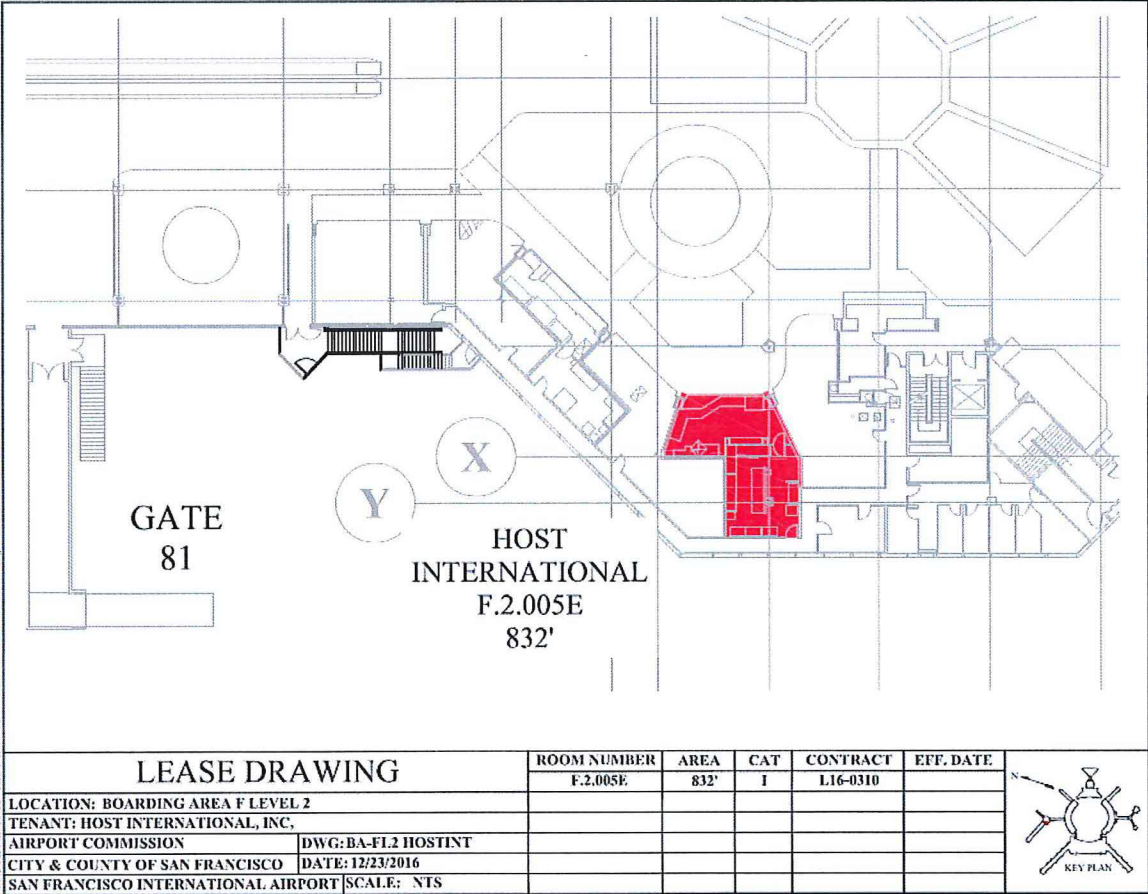 X
Y
GATE
81
HOST
INTERNATIONAL
F.2.005E
832'
LEASE DRAWING
ROOM NUMBER AREA CAT CONTRACT EFF. DATE
F.2.005E 832' I L16-0310
LOCATION: BOARDING AREA F LEVEL 2
TENANT: HOST INTERNATIONAL, INC,
AIRPORT COMMISSION DWG: BA-FL2 HOSTINT
CITY & COUNTY OF SAN FRANCISCO DATE: 12/23/2016
SAN FRANCISCO INTERNATIONAL AIRPORT SCALE: NTS
N
KEY PLAN